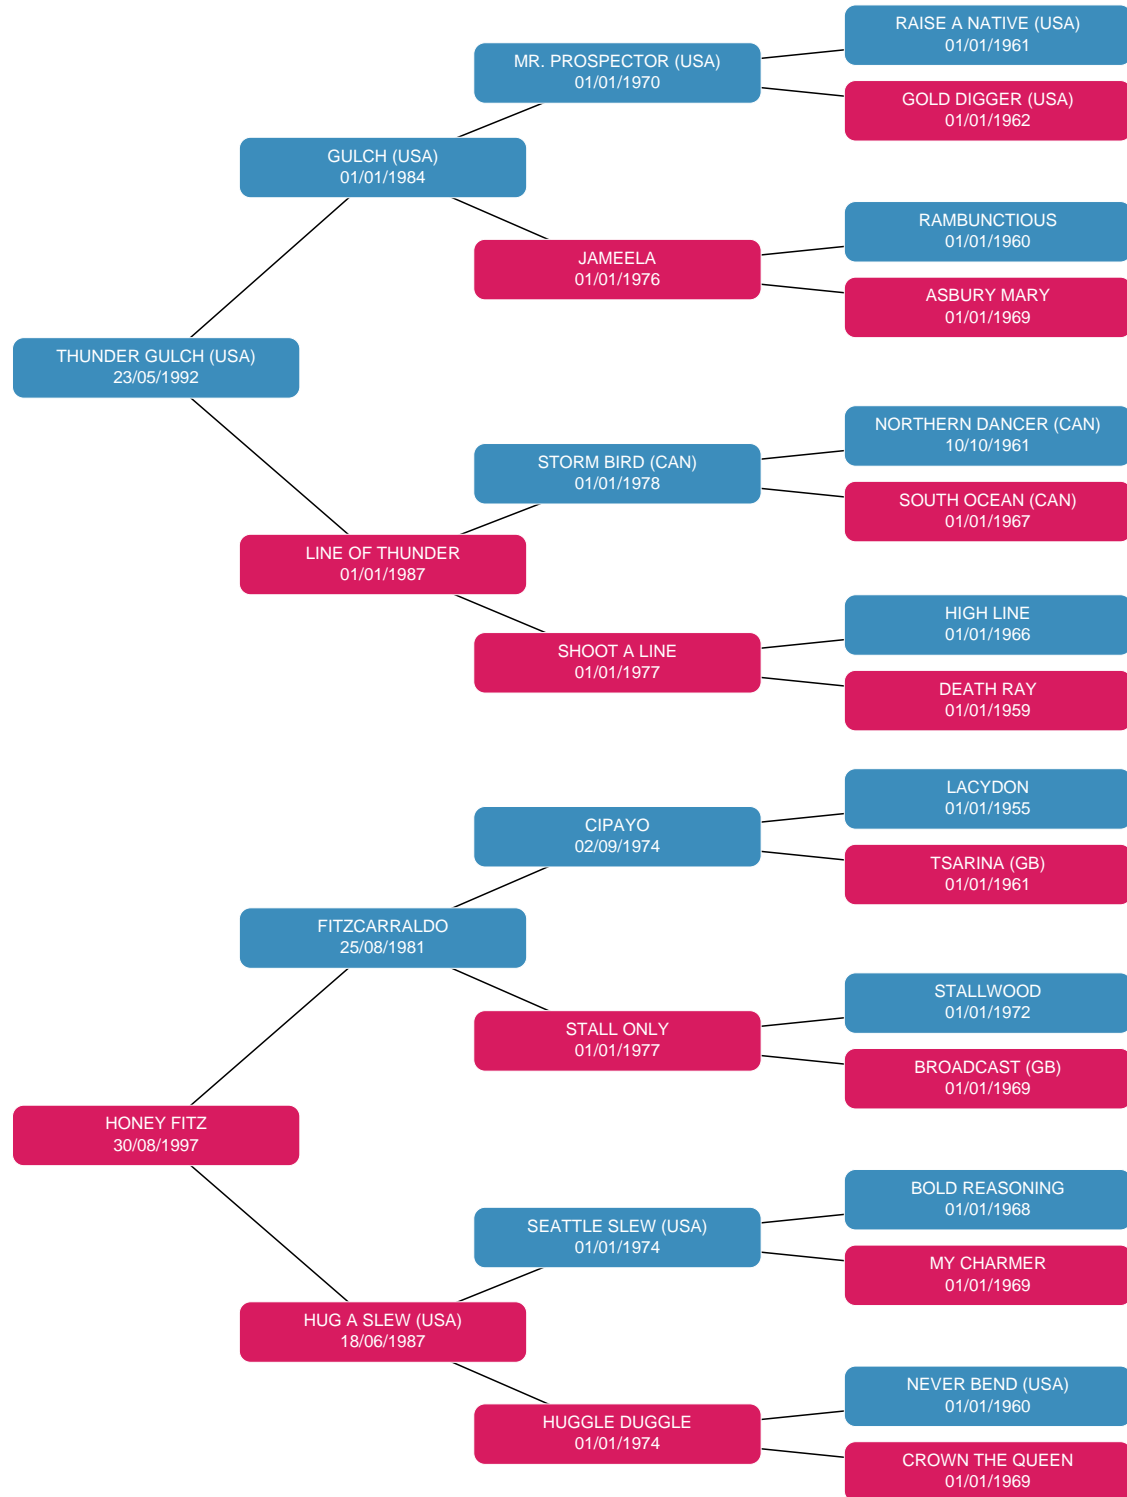 RAISE A NATIVE (USA)
01/01/1961
MR. PROSPECTOR (USA)
01/01/1970
GOLD DIGGER (USA)
01/01/1962
GULCH (USA)
01/01/1984
RAMBUNCTIOUS
01/01/1960
JAMEELA
01/01/1976
ASBURY MARY
01/01/1969
THUNDER GULCH (USA)
23/05/1992
NORTHERN DANCER (CAN)
10/10/1961
STORM BIRD (CAN)
01/01/1978
SOUTH OCEAN (CAN)
01/01/1967
LINE OF THUNDER
01/01/1987
HIGH LINE
01/01/1966
SHOOT A LINE
01/01/1977
DEATH RAY
01/01/1959
LACYDON
01/01/1955
CIPAYO
02/09/1974
TSARINA (GB)
01/01/1961
FITZCARRALDO
25/08/1981
STALLWOOD
01/01/1972
STALL ONLY
01/01/1977
BROADCAST (GB)
01/01/1969
HONEY FITZ
30/08/1997
BOLD REASONING
01/01/1968
SEATTLE SLEW (USA)
01/01/1974
MY CHARMER
01/01/1969
HUG A SLEW (USA)
18/06/1987
NEVER BEND (USA)
01/01/1960
HUGGLE DUGGLE
01/01/1974
CROWN THE QUEEN
01/01/1969